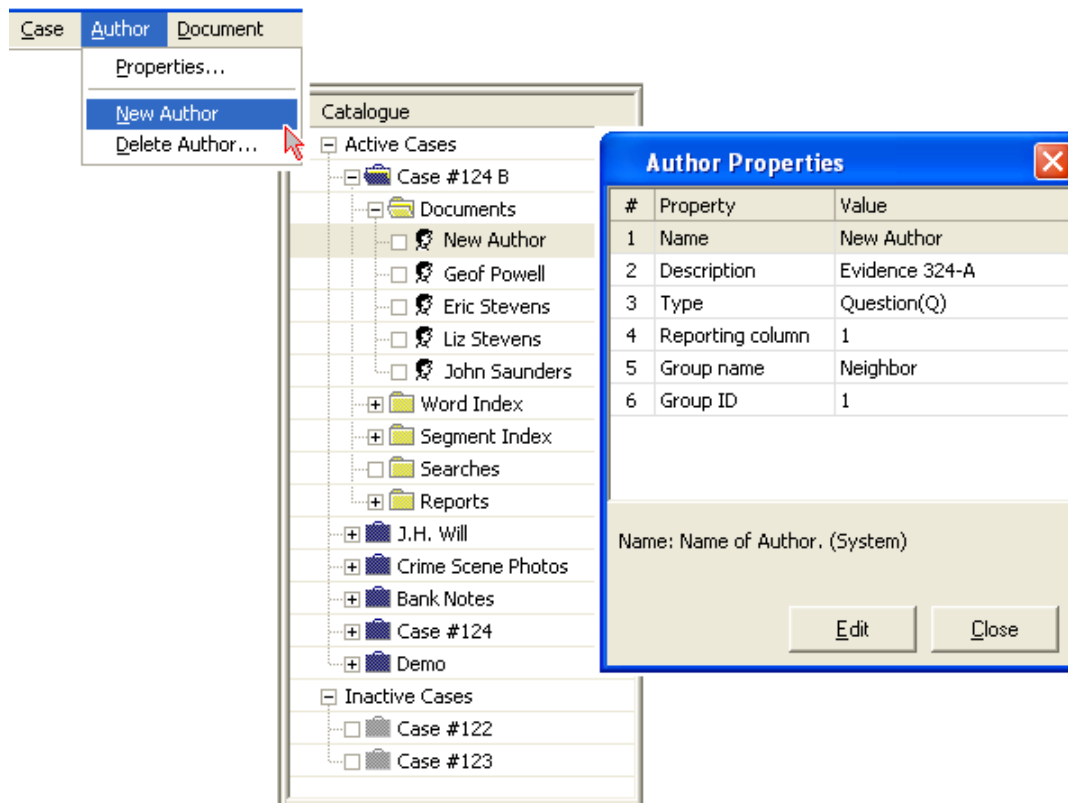 Case Author Document
Properties...
New Author
Delete Author...
Catalogue
Active Cases
Case #124 B
Documents
New Author
Geof Powell
Eric Stevens
Liz Stevens
John Saunders
Word Index
Segment Index
Searches
Reports
J.H. Will
Crime Scene Photos
Bank Notes
Case #124
Demo
Inactive Cases
Case #122
Case #123
Author Properties
# Property Value
1 Name New Author
2 Description Evidence 324-A
3 Type Question(Q)
4 Reporting column 1
5 Group name Neighbor
6 Group ID 1
Name: Name of Author. (System)
Edit Close